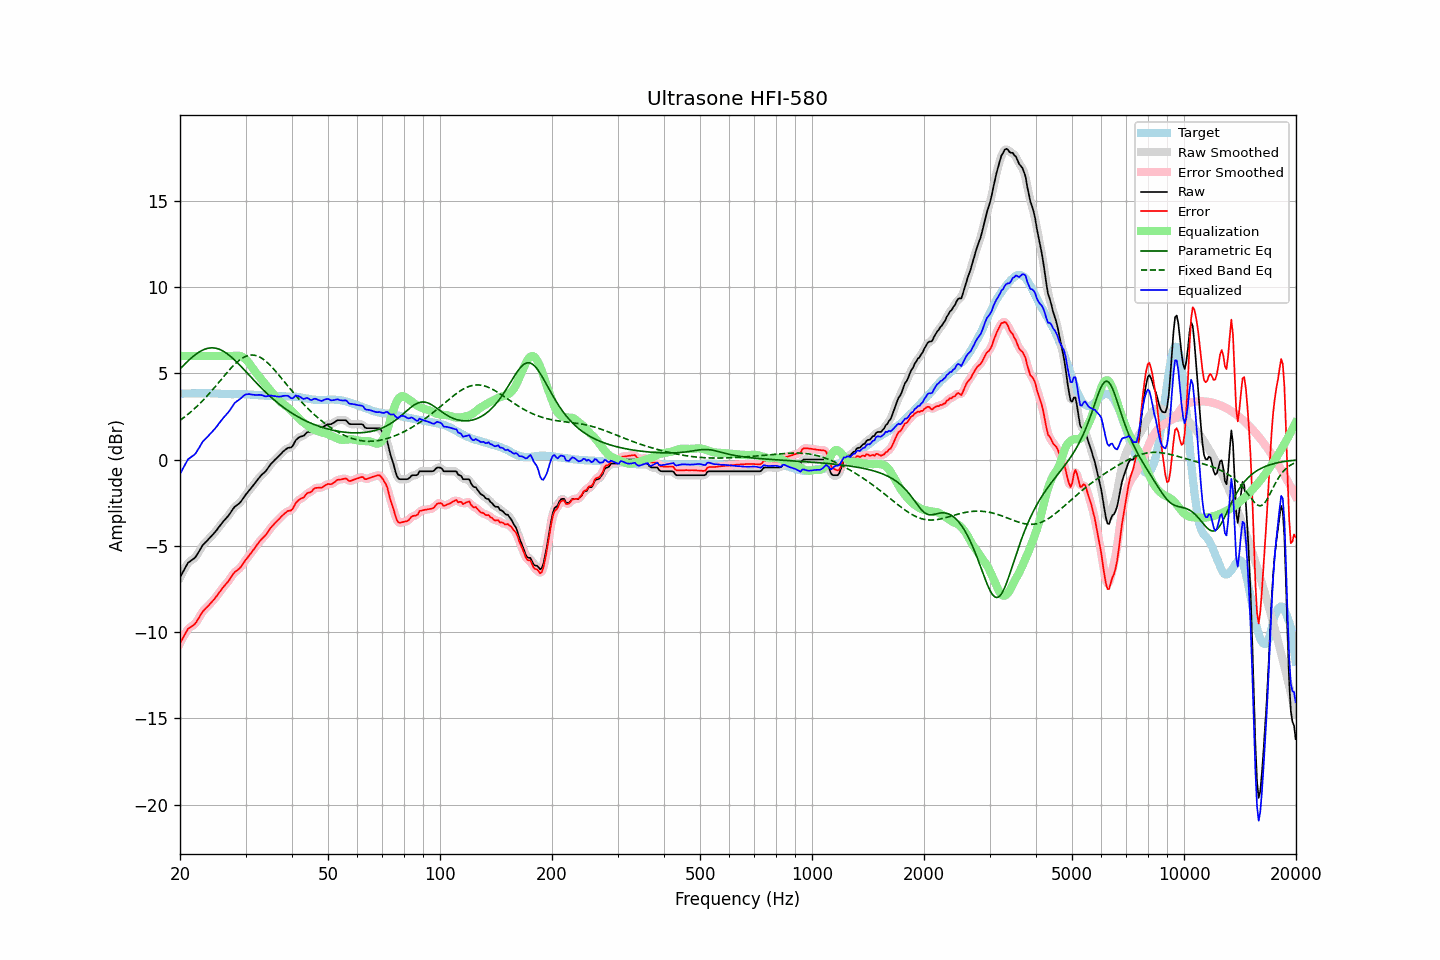 Ultrasone HFI-580
Target
Raw Smoothed
Error Smoothed
Raw
Error
Equalization
Parametric Eq
Fixed Band Eq
Equalized
Amplitude (dBr)
15
10
5
0
−5
−10
−15
−20
20
50
100
200
500
1000
2000
5000
10000
20000
Frequency (Hz)